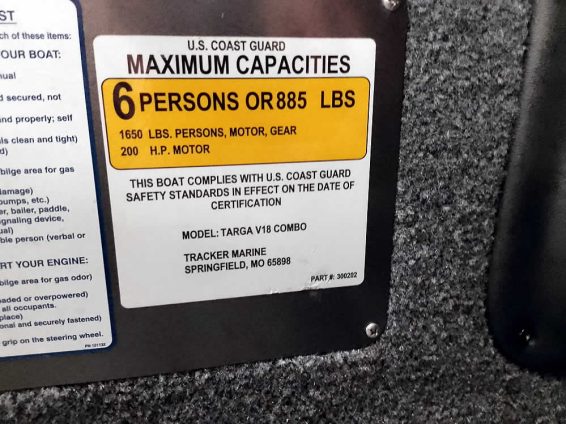 ST
ch of these items:
OUR BOAT:
nual
d secured, not
nd properly; self
ls clean and tight)
d)
bilge area for gas
damage)
pumps, etc.)
er, bailer, paddle,
signaling device,
ual)
ble person (verbal or
RT YOUR ENGINE:
bilge area for gas odor)
oaded or overpowered)
all occupants.
place)
onal and securely fastened)
grip on the steering wheel.
U.S. COAST GUARD
MAXIMUM CAPACITIES
6 PERSONS OR 885 LBS
1650 LBS. PERSONS, MOTOR, GEAR
200 H.P. MOTOR
THIS BOAT COMPLIES WITH U.S. COAST GUARD
SAFETY STANDARDS IN EFFECT ON THE DATE OF
CERTIFICATION
MODEL: TARGA V18 COMBO
TRACKER MARINE
SPRINGFIELD, MO 65898
PART #: 300202